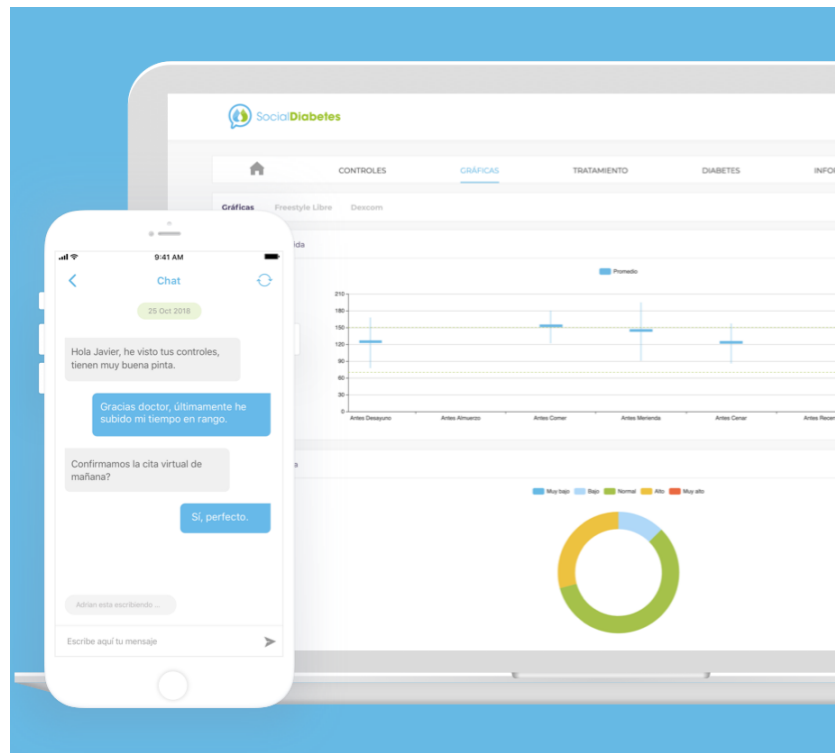 SocialDiabetes
CONTROLES GRÁFICAS TRATAMIENTO DIABETES INFOR
Gráficas Freestyle Libre Dexcom
ida
Promedio
210
180
150
120
90
60
30
0
Antes Desayuno Antes Almuerzo Antes Comer Antes Merienda Antes Cenar Antes Recen
a
Muy bajo Bajo Normal Alto Muy alto
9:41 AM
Chat
25 Oct 2018
Hola Javier, he visto tus controles,
tienen muy buena pinta.
Gracias doctor, últimamente he
subido mi tiempo en rango.
Confirmamos la cita virtual de
mañana?
Sí, perfecto.
Adrian esta escribiendo ...
Escribe aquí tu mensaje